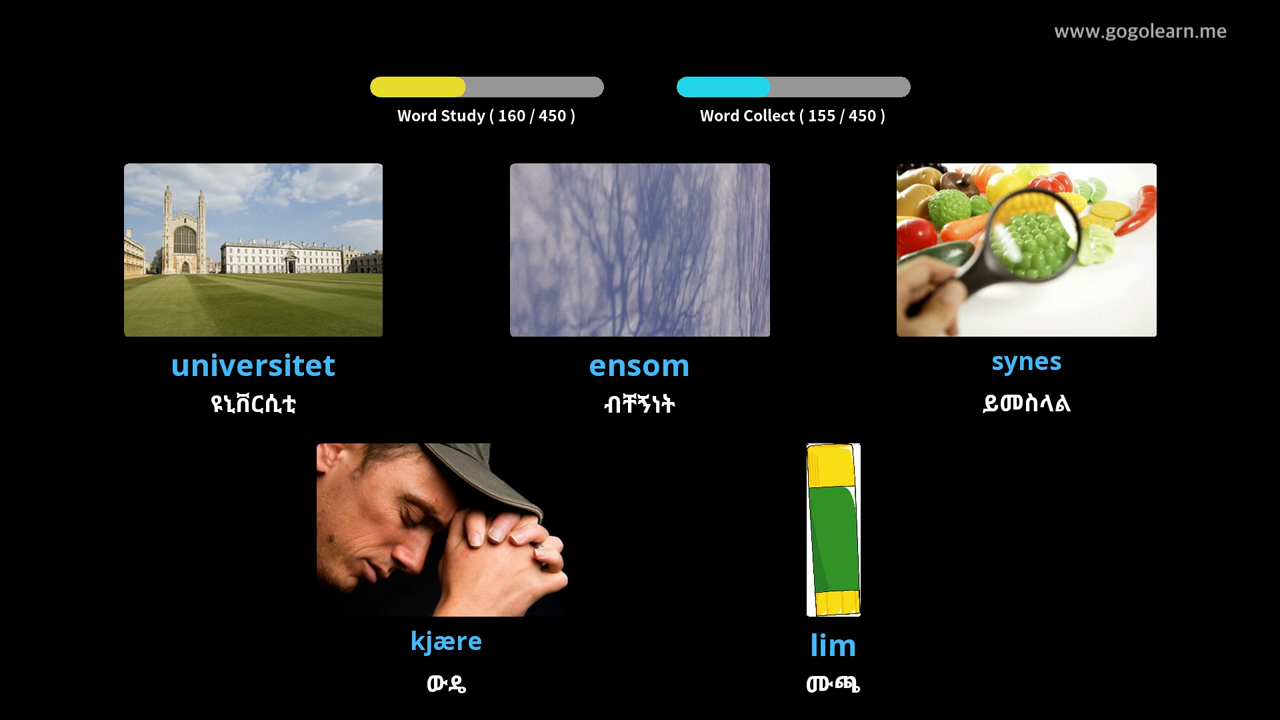 www.gogolearn.me
Word Study ( 160 / 450 )
Word Collect ( 155 / 450 )
universitet
ዩኒቨርሲቲ
ensom
ብቸኝነት
synes
ይመስላል
kjære
ውዴ
lim
ሙጫ